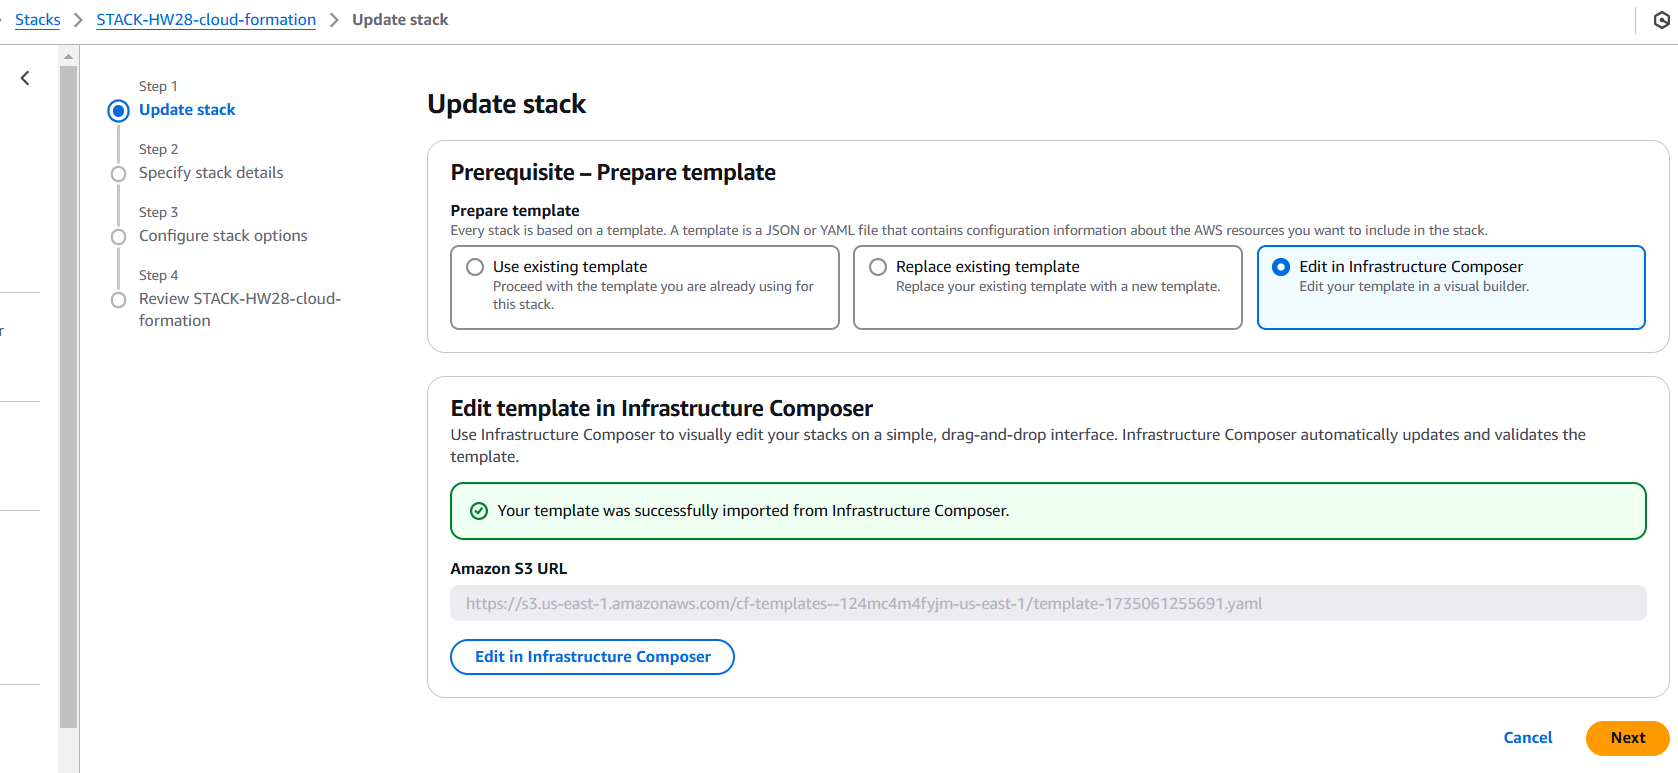 Stacks > STACK-HW28-cloud-formation > Update stack
Step 1
Update stack
Step 2
Specify stack details
Step 3
Configure stack options
Step 4
Review STACK-HW28-cloud-
formation
r
Update stack
Prerequisite – Prepare template
Prepare template
Every stack is based on a template. A template is a JSON or YAML file that contains configuration information about the AWS resources you want to include in the stack.
Use existing template
Proceed with the template you are already using for
this stack.
Replace existing template
Replace your existing template with a new template.
Edit in Infrastructure Composer
Edit your template in a visual builder.
Edit template in Infrastructure Composer
Use Infrastructure Composer to visually edit your stacks on a simple, drag-and-drop interface. Infrastructure Composer automatically updates and validates the
template.
Your template was successfully imported from Infrastructure Composer.
Amazon S3 URL
https://s3.us-east-1.amazonaws.com/cf-templates--124mc4m4fyjm-us-east-1/template-1735061255691.yaml
Edit in Infrastructure Composer
Cancel
Next